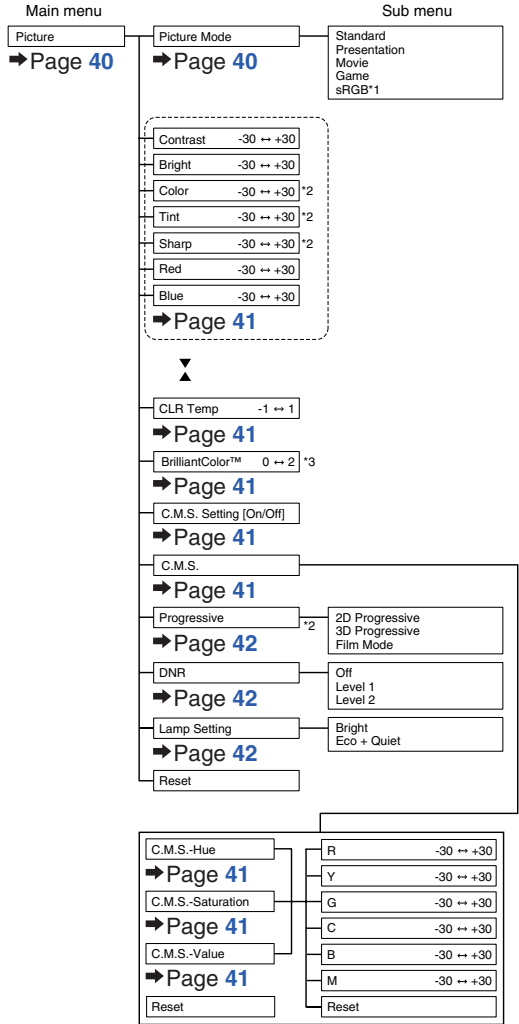 Main menu
Sub menu
Picture
➡Page 40
Picture Mode
➡Page 40
Standard
Presentation
Movie
Game
sRGB*1
Contrast -30 ↔ +30
Bright -30 ↔ +30
Color -30 ↔ +30 *2
Tint -30 ↔ +30 *2
Sharp -30 ↔ +30 *2
Red -30 ↔ +30
Blue -30 ↔ +30
➡Page 41
CLR Temp -1 ↔ 1
➡Page 41
BrilliantColor™ 0 ↔ 2 *3
➡Page 41
C.M.S. Setting [On/Off]
➡Page 41
C.M.S.
➡Page 41
Progressive *2
➡Page 42
2D Progressive
3D Progressive
Film Mode
DNR
➡Page 42
Off
Level 1
Level 2
Lamp Setting
➡Page 42
Bright
Eco + Quiet
Reset
C.M.S.-Hue
➡Page 41
C.M.S.-Saturation
➡Page 41
C.M.S.-Value
➡Page 41
Reset
R -30 ↔ +30
Y -30 ↔ +30
G -30 ↔ +30
C -30 ↔ +30
B -30 ↔ +30
M -30 ↔ +30
Reset